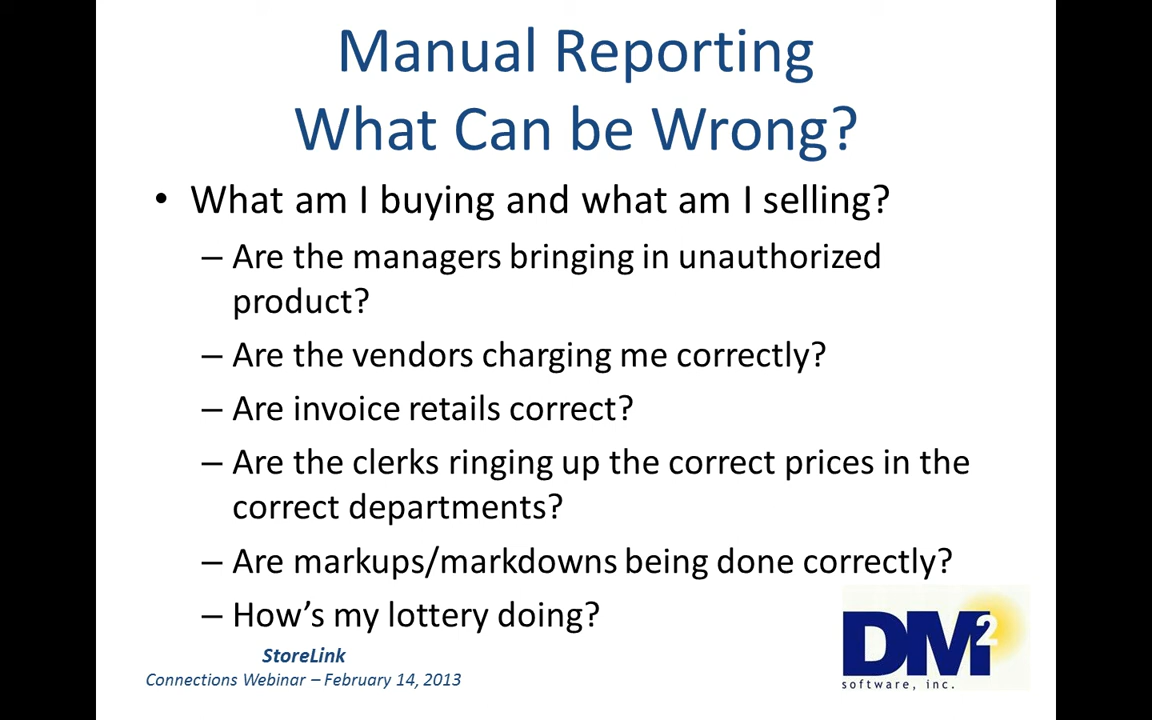 Manual Reporting
What Can be Wrong?
• What am I buying and what am I selling?
– Are the managers bringing in unauthorized
product?
– Are the vendors charging me correctly?
– Are invoice retails correct?
– Are the clerks ringing up the correct prices in the
correct departments?
– Are markups/markdowns being done correctly?
– How’s my lottery doing?
StoreLink
Connections Webinar – February 14, 2013
DM2
software, inc.